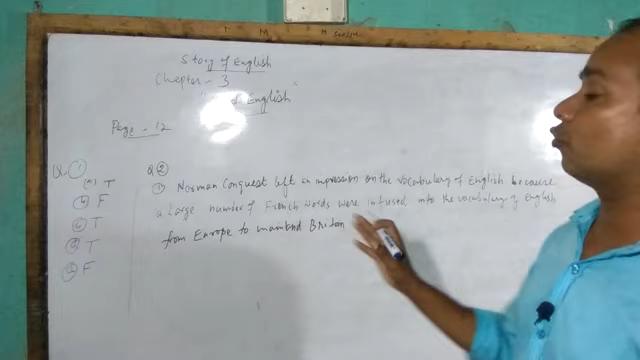 Story of English
Chapter - 3
of English"
Page - 12
Q. 1
(a) T
F
T
T
F
Q 2
Norman Conquest left an impression on the vocabulary of English because
a large number of French words were infused into the vocabulary of English
from Europe to Briton